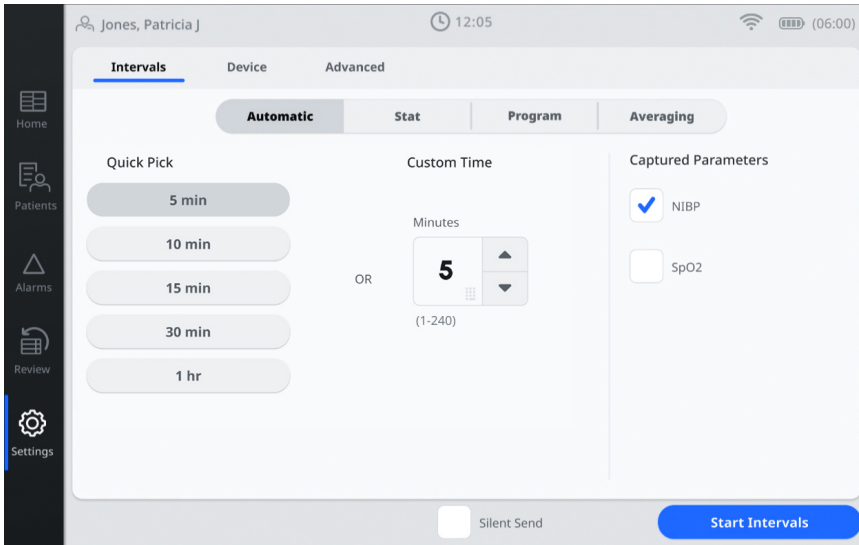 Jones, Patricia J
12:05
(06:00)
Home
Patients
Alarms
Review
Settings
Intervals Device Advanced
Automatic Stat Program Averaging
Quick Pick
5 min
10 min
15 min
30 min
1 hr
OR
Custom Time
Minutes
5
(1-240)
Captured Parameters
NIBP
SpO2
Silent Send
Start Intervals